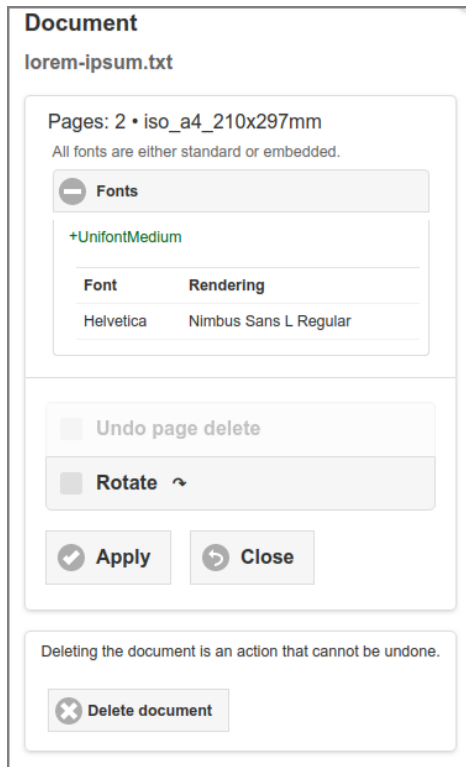 Document
lorem-ipsum.txt
Pages: 2 • iso_a4_210x297mm
All fonts are either standard or embedded.
Fonts
+UnifontMedium
Font Rendering
Helvetica Nimbus Sans L Regular
Undo page delete
Rotate ↷
Apply Close
Deleting the document is an action that cannot be undone.
Delete document